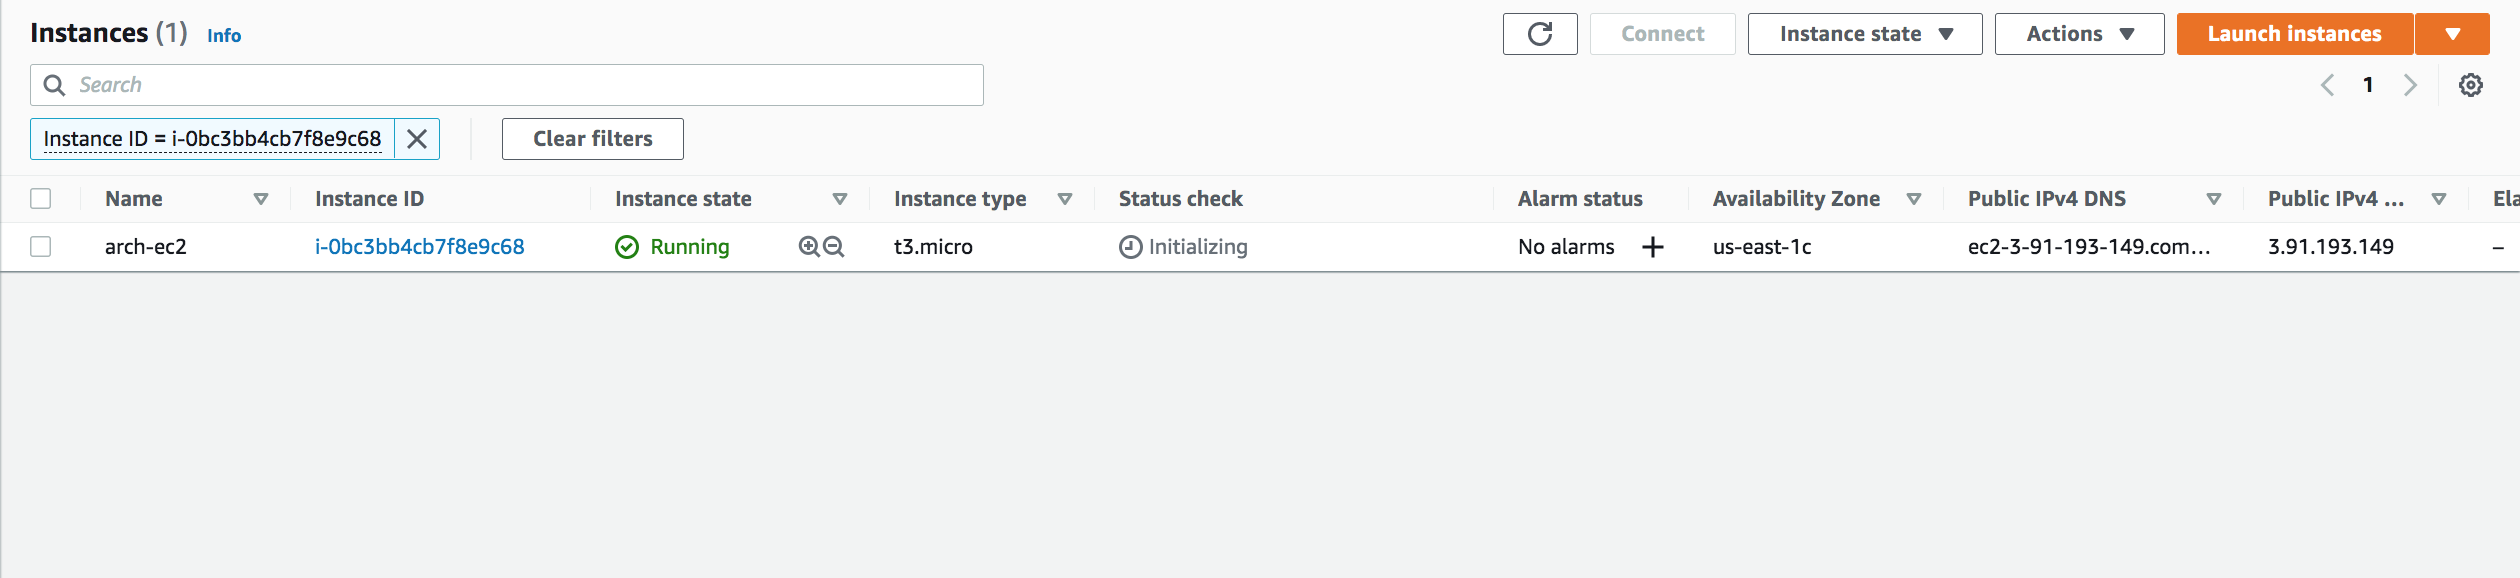 Instances (1) Info Connect Instance state Actions Launch instances
Search 1
Instance ID = i-0bc3bb4cb7f8e9c68 Clear filters
Name Instance ID Instance state Instance type Status check Alarm status Availability Zone Public IPv4 DNS Public IPv4 ... Ela
arch-ec2 i-0bc3bb4cb7f8e9c68 Running t3.micro Initializing No alarms + us-east-1c ec2-3-91-193-149.com... 3.91.193.149 –